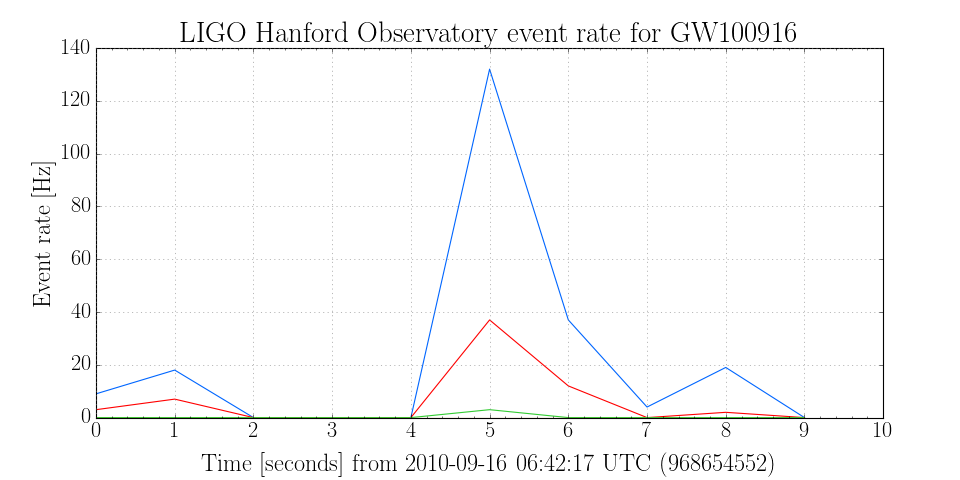 LIGO Hanford Observatory event rate for GW100916
140
120
100
80
60
40
20
0
Event rate [Hz]
0 1 2 3 4 5 6 7 8 9 10
Time [seconds] from 2010-09-16 06:42:17 UTC (968654552)